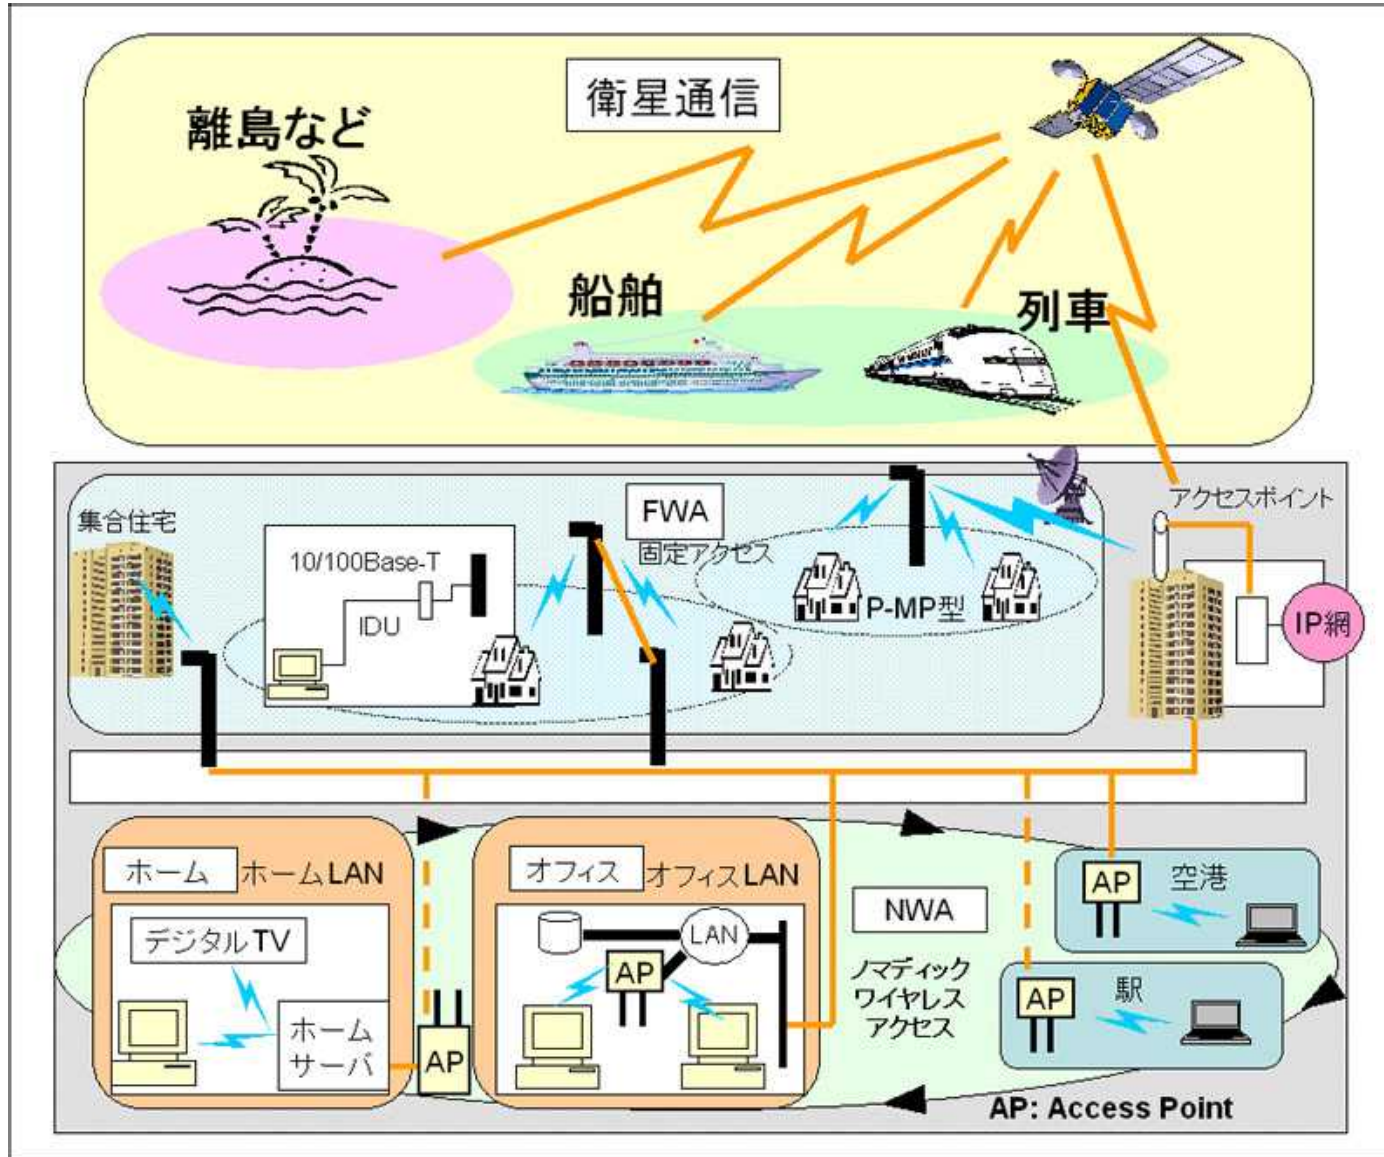 衛星通信
離島など
船舶
列車
集合住宅
FWA
固定アクセス
10/100Base-T
IDU
P-MP型
アクセスポイント
IP網
ホーム
ホームLAN
デジタルTV
ホーム
サーバ
AP
オフィス
オフィスLAN
LAN
AP
NWA
ノマディック
ワイヤレス
アクセス
AP
空港
AP
駅
AP: Access Point